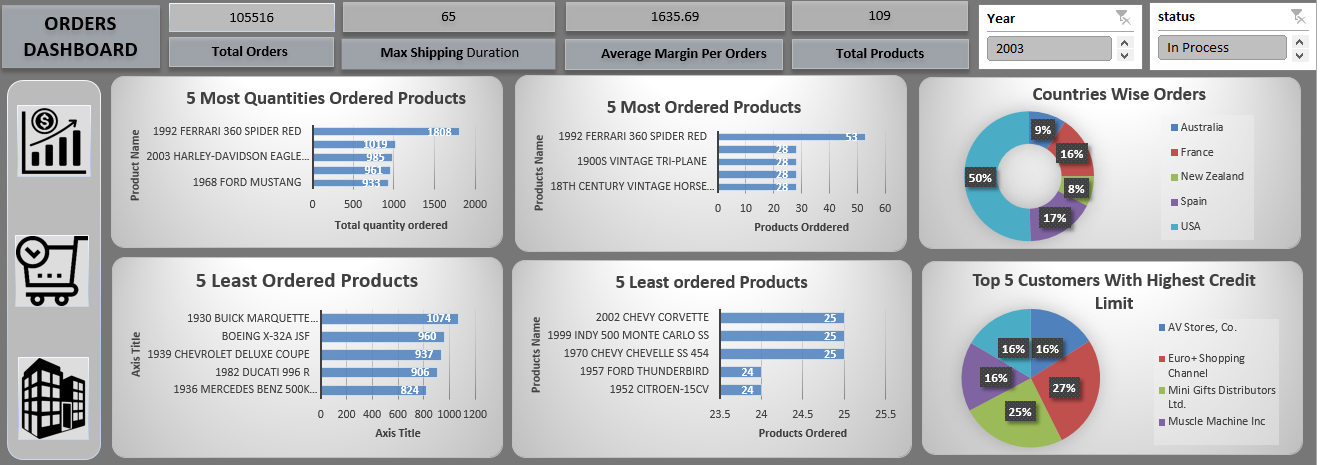 ORDERS
DASHBOARD
105516
Total Orders
65
Max Shipping Duration
1635.69
Average Margin Per Orders
109
Total Products
Year
2003
status
In Process
5 Most Quantities Ordered Products
Product Name
1992 FERRARI 360 SPIDER RED
2003 HARLEY-DAVIDSON EAGLE...
1968 FORD MUSTANG
1808
1019
985
961
933
0 500 1000 1500 2000
Total quantity ordered
5 Most Ordered Products
Products Name
1992 FERRARI 360 SPIDER RED
1900S VINTAGE TRI-PLANE
18TH CENTURY VINTAGE HORSE...
53
28
28
28
28
0 10 20 30 40 50 60
Products Orddered
Countries Wise Orders
9%
16%
8%
17%
50%
Australia
France
New Zealand
Spain
USA
5 Least Ordered Products
Axis Title
1930 BUICK MARQUETTE... 1074
BOEING X-32A JSF 960
1939 CHEVROLET DELUXE COUPE 937
1982 DUCATI 996 R 906
1936 MERCEDES BENZ 500K... 824
0 200 400 600 800 1000 1200
Axis Title
5 Least ordered Products
Products Name
2002 CHEVY CORVETTE 25
1999 INDY 500 MONTE CARLO SS 25
1970 CHEVY CHEVELLE SS 454 25
1957 FORD THUNDERBIRD 24
1952 CITROEN-15CV 24
23.5 24 24.5 25 25.5
Products Ordered
Top 5 Customers With Highest Credit
Limit
16%
27%
25%
16%
16%
AV Stores, Co.
Euro+ Shopping
Channel
Mini Gifts Distributors
Ltd.
Muscle Machine Inc